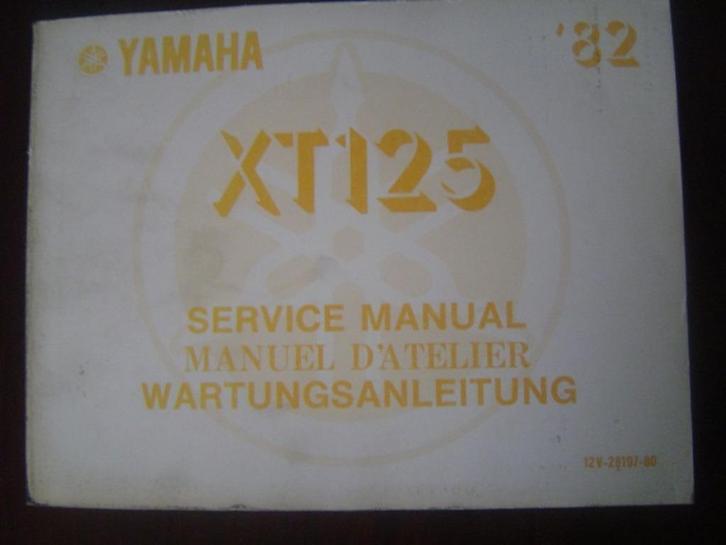 YAMAHA '82
XT125
SERVICE MANUAL
MANUEL D'ATELIER
WARTUNGSANLEITUNG
12V-28197-80